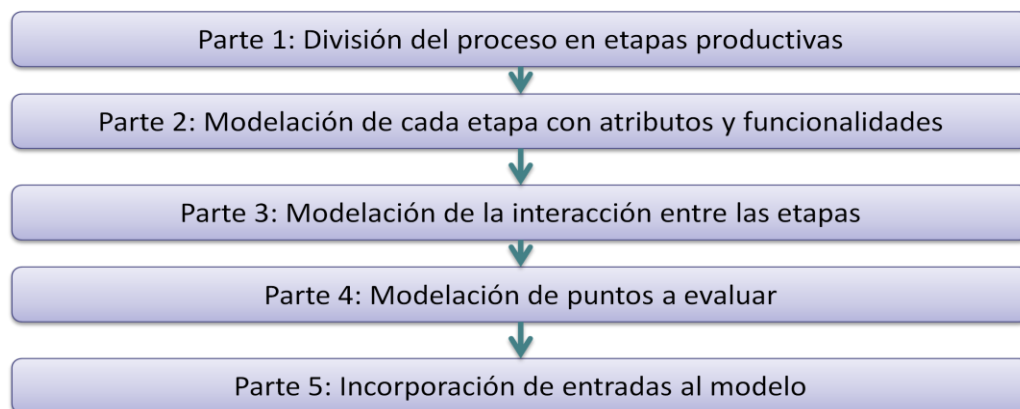 Parte 1: División del proceso en etapas productivas
Parte 2: Modelación de cada etapa con atributos y funcionalidades
Parte 3: Modelación de la interacción entre las etapas
Parte 4: Modelación de puntos a evaluar
Parte 5: Incorporación de entradas al modelo